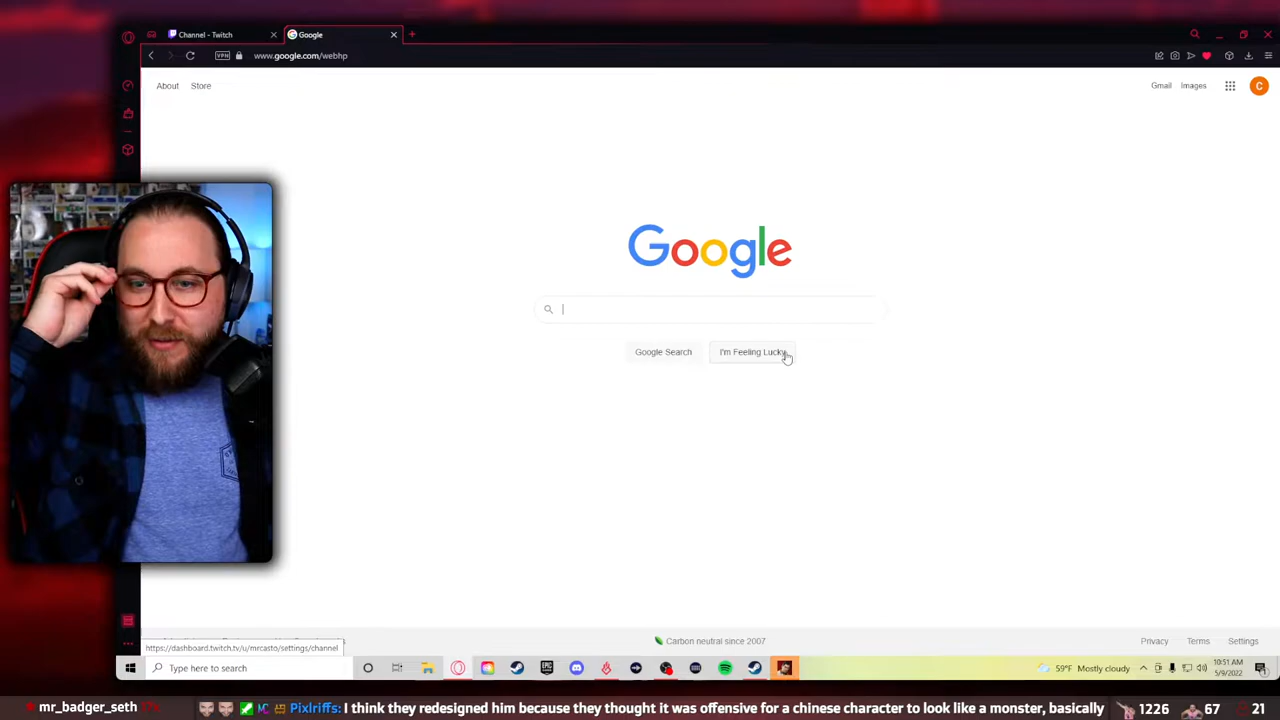 Channel - Twitch
Google
VPN
www.google.com/webhp
About
Store
Gmail
Images
C
Google
Google Search
I'm Feeling Lucky
Carbon neutral since 2007
Privacy
Terms
Settings
https://dashboard.twitch.tv/u/mrcasto/settings/channel
Type here to search
EPIC
59°F Mostly cloudy
10:51 AM
5/9/2022
mr_badger_seth
Pixlriffs: I think they redesigned him because they thought it was offensive for a chinese character to look like a monster, basically
1226
67
21